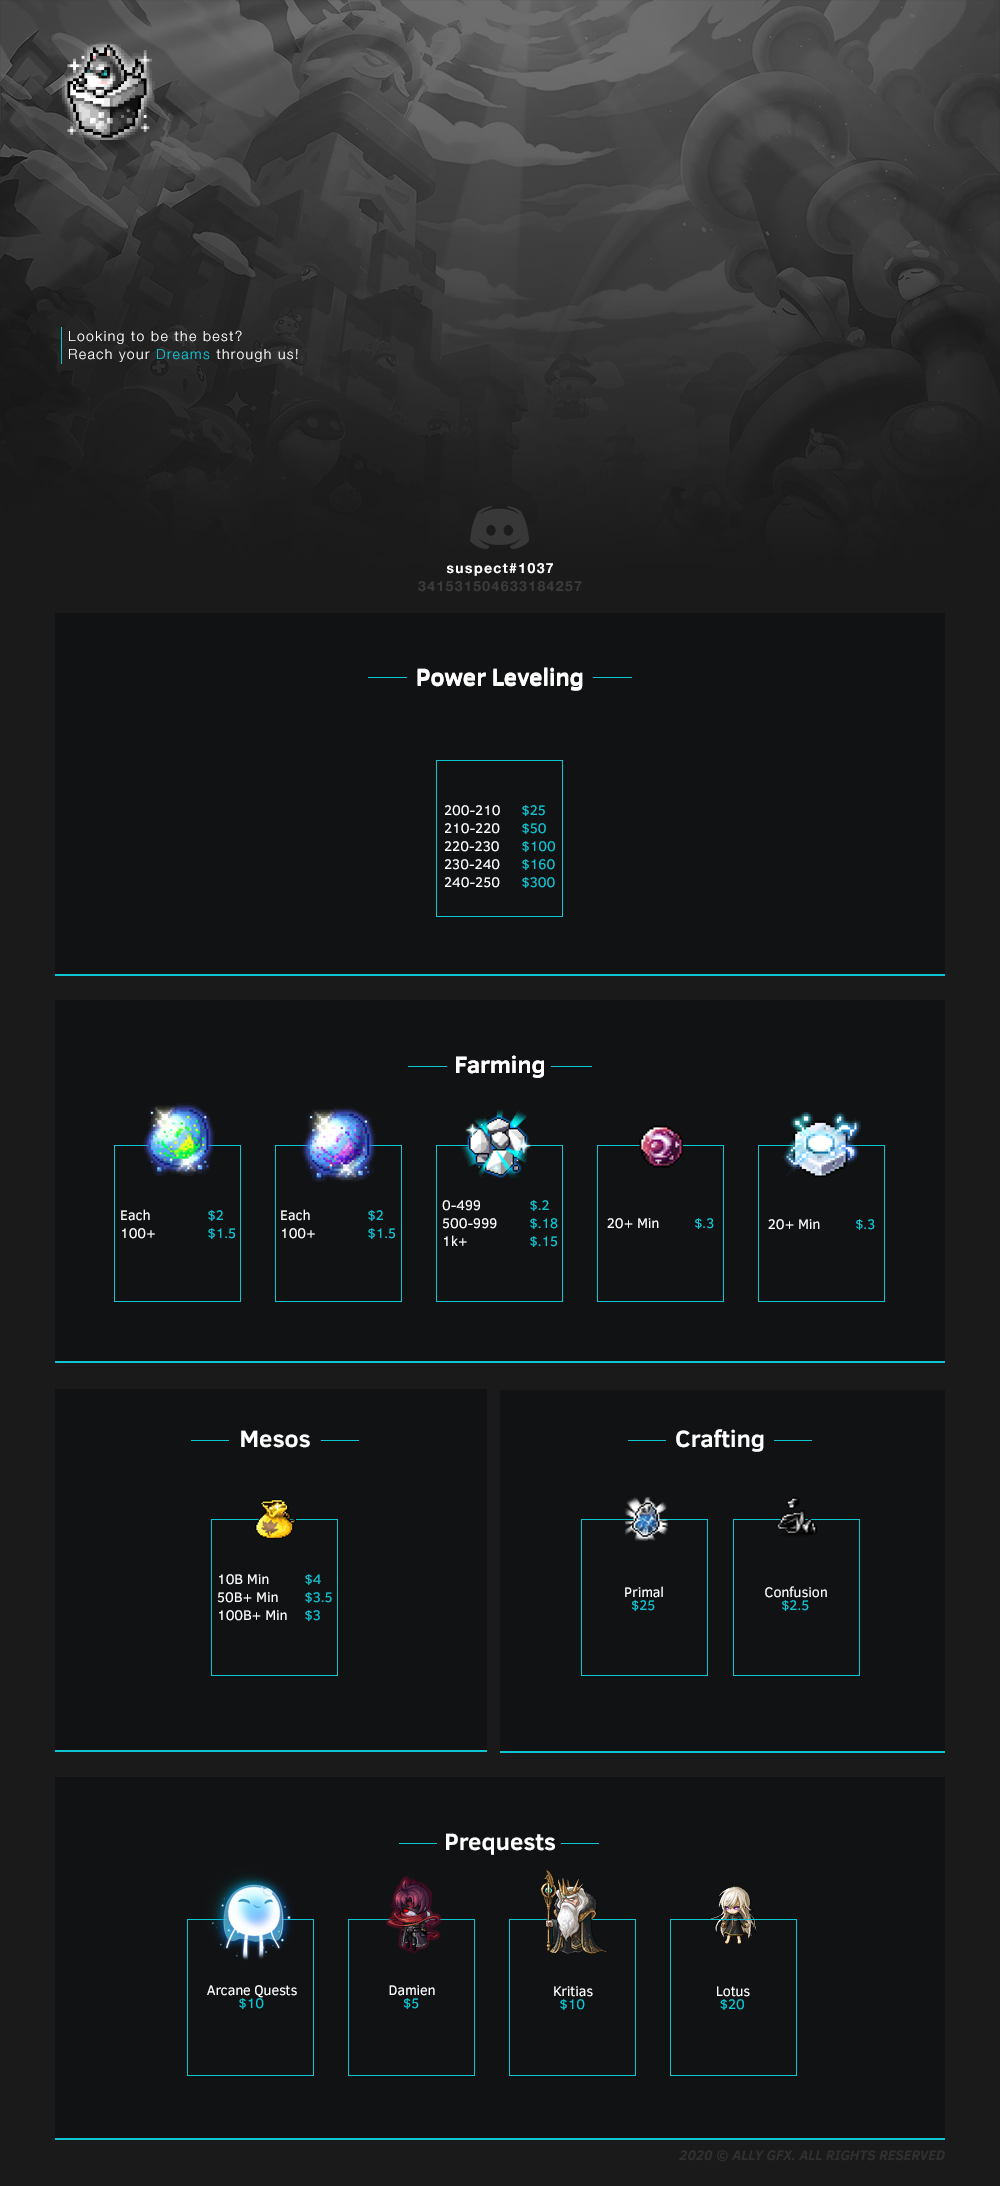 Looking to be the best?
Reach your Dreams through us!
suspect#1037
341531504633184257
Power Leveling
200-210 $25
210-220 $50
220-230 $100
230-240 $160
240-250 $300
Farming
Each $2
100+ $1.5
Each $2
100+ $1.5
0-499 $.2
500-999 $.18
1k+ $.15
20+ Min $.3
20+ Min $.3
Mesos
10B Min $4
50B+ Min $3.5
100B+ Min $3
Crafting
Primal
$25
Confusion
$2.5
Prequests
Arcane Quests
$10
Damien
$5
Kritias
$10
Lotus
$20
2020 © ALLY GFX. ALL RIGHTS RESERVED